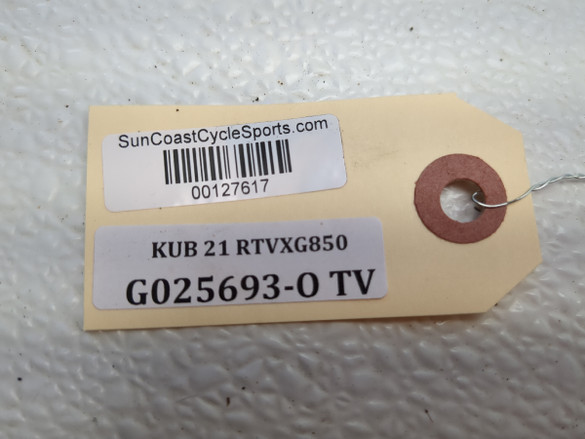 SunCoastCycleSports.com
00127617
KUB 21 RTVXG850
G025693-O TV